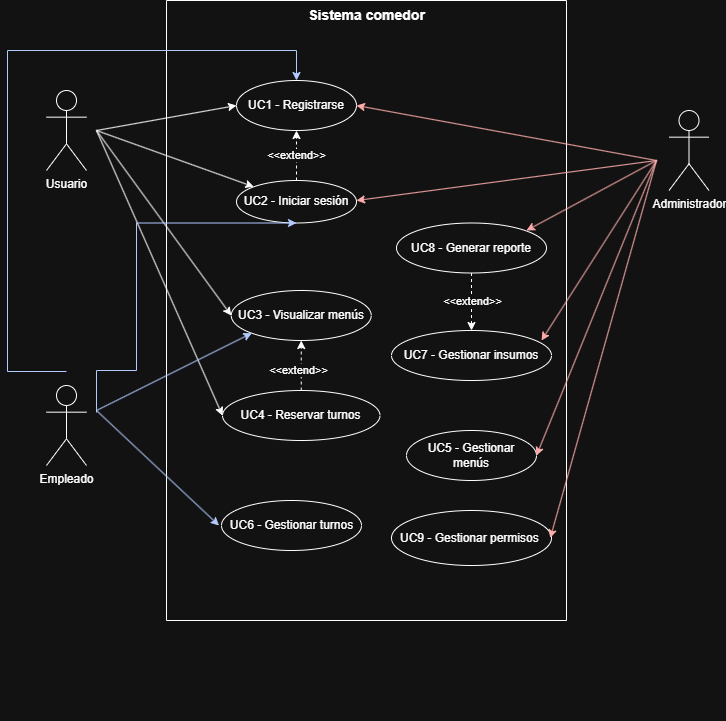 Sistema comedor
UC1 - Registrarse
<<extend>>
Usuario
UC2 - Iniciar sesión
Administrador
UC8 - Generar reporte
<<extend>>
UC3 - Visualizar menús
UC7 - Gestionar insumos
<<extend>>
UC4 - Reservar turnos
UC5 - Gestionar
menús
Empleado
UC6 - Gestionar turnos
UC9 - Gestionar permisos